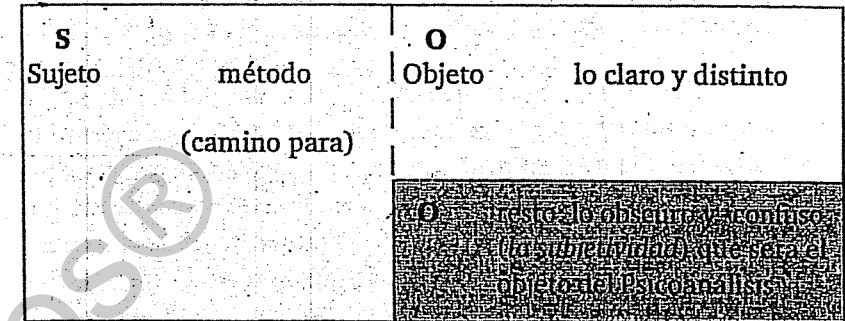 S O
Sujeto método Objeto lo claro y distinto
(camino para)
O resto: lo obscuro y confuso
(la subjetividad) que será el
objeto del Psicoanálisis
OS®